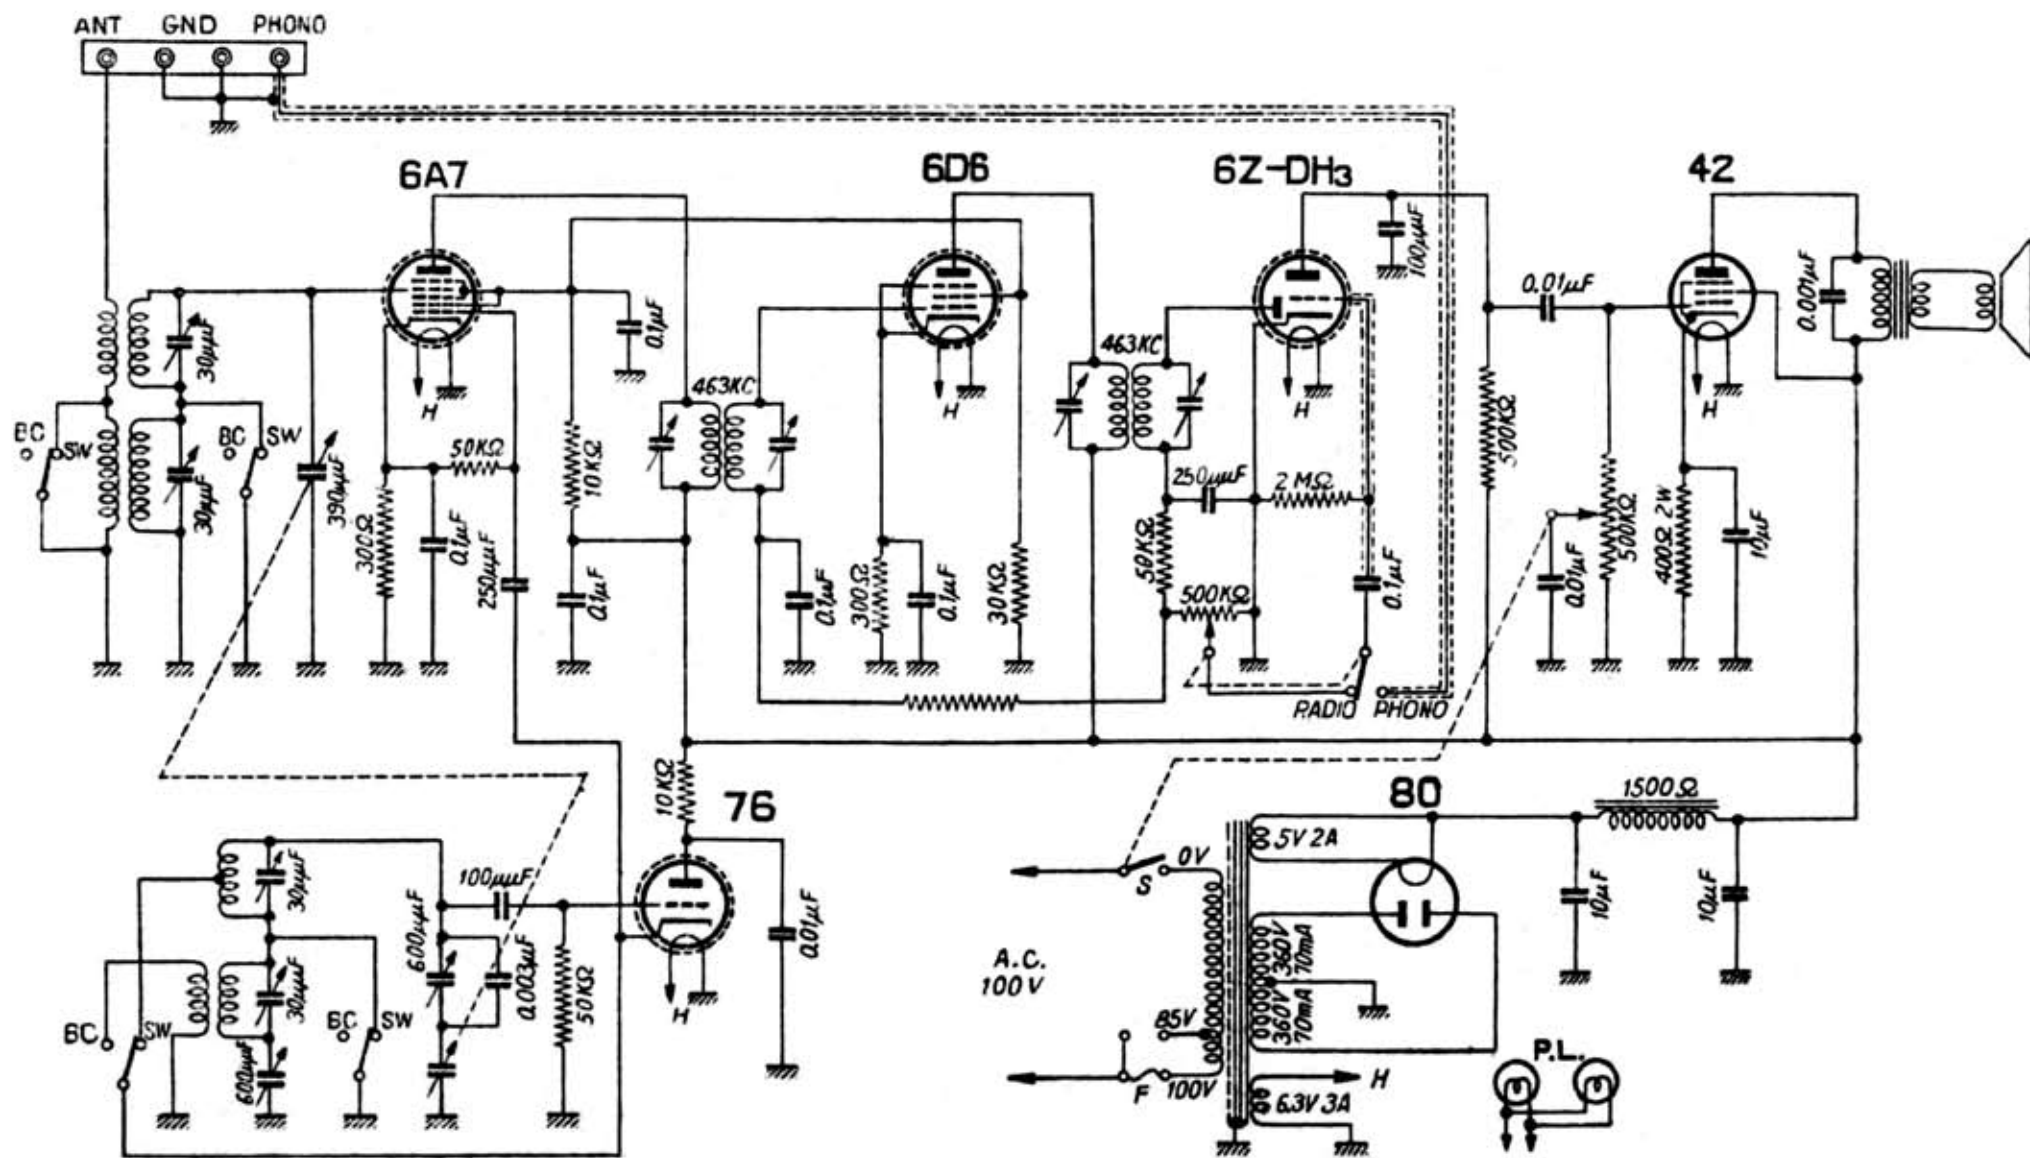 ANT GND PHONO
6A7 6D6 6Z-DH3 42
30μμF
30μμF
BC SW
BC SW
390μμF
300Ω
50KΩ
0.1μF
250μμF
H
0.1μF
10KΩ
0.1μF
463KC
0.1μF
300Ω
0.1μF
30KΩ
H
463KC
250μμF
2MΩ
50KΩ
500KΩ
H
0.1μF
RADIO PHONO
100μμF
500KΩ
0.01μF
0.01μF
500KΩ
400Ω 2W
10μF
H
0.001μF
10KΩ
76
100μμF
30μμF
30μμF
600μμF
BC SW
BC SW
600μμF
0.003μF
50KΩ
H
0.01μF
80
1500Ω
5V 2A
10μF
10μF
0V
S
A.C.
100V
85V
F 100V
360V
70mA
360V
70mA
H
6.3V 3A
P.L.